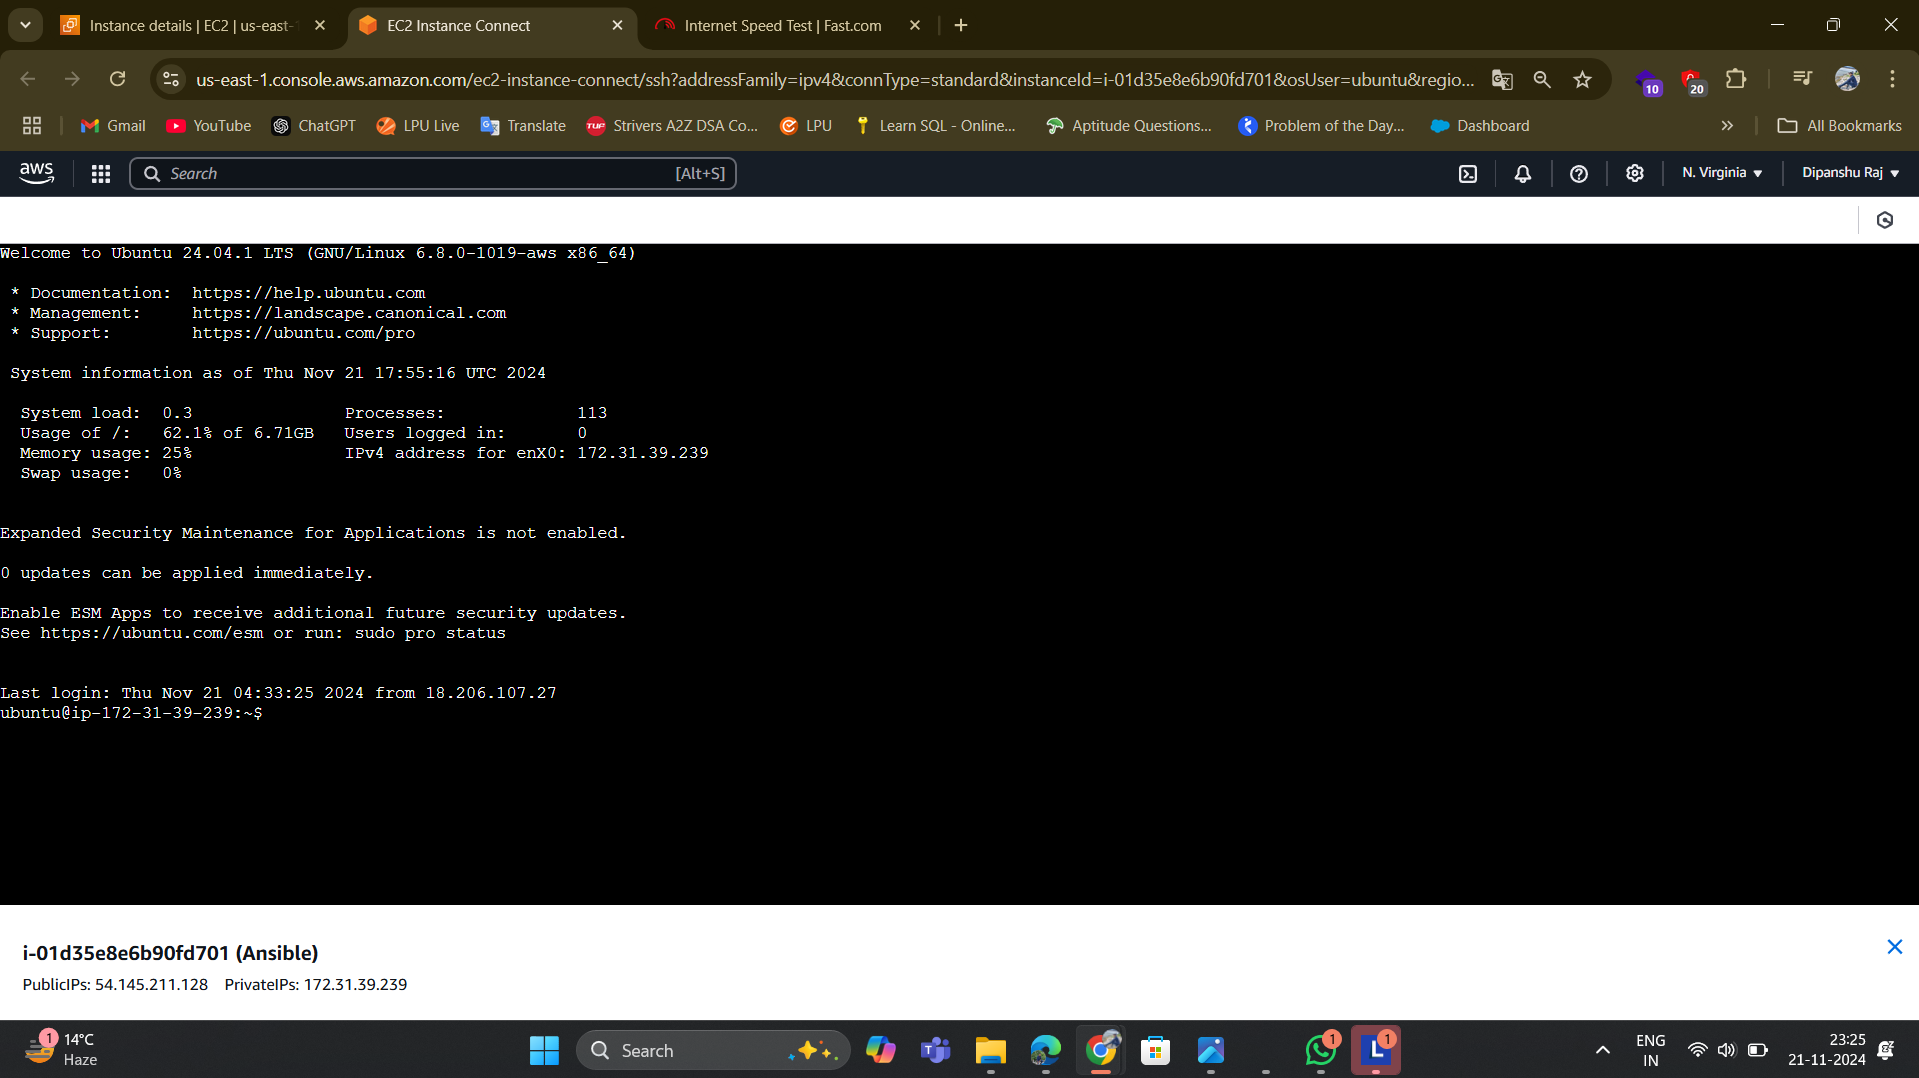 Instance details | EC2 | us-east-1
EC2 Instance Connect
Internet Speed Test | Fast.com
us-east-1.console.aws.amazon.com/ec2-instance-connect/ssh?addressFamily=ipv4&connType=standard&instanceId=i-01d35e8e6b90fd701&osUser=ubuntu&regio...
10
20
Gmail
YouTube
ChatGPT
LPU Live
Translate
TUF
Strivers A2Z DSA Co...
LPU
Learn SQL - Online...
Aptitude Questions...
Problem of the Day...
Dashboard
All Bookmarks
aws
Search
[Alt+S]
N. Virginia
Dipanshu Raj
Welcome to Ubuntu 24.04.1 LTS (GNU/Linux 6.8.0-1019-aws x86_64)
* Documentation: https://help.ubuntu.com
* Management: https://landscape.canonical.com
* Support: https://ubuntu.com/pro
System information as of Thu Nov 21 17:55:16 UTC 2024
System load: 0.3 Processes: 113
Usage of /: 62.1% of 6.71GB Users logged in: 0
Memory usage: 25% IPv4 address for enX0: 172.31.39.239
Swap usage: 0%
Expanded Security Maintenance for Applications is not enabled.
0 updates can be applied immediately.
Enable ESM Apps to receive additional future security updates.
See https://ubuntu.com/esm or run: sudo pro status
Last login: Thu Nov 21 04:33:25 2024 from 18.206.107.27
ubuntu@ip-172-31-39-239:~$
i-01d35e8e6b90fd701 (Ansible)
PublicIPs: 54.145.211.128 PrivateIPs: 172.31.39.239
1
14°C
Haze
Search
1
L
1
ENG
IN
23:25
21-11-2024